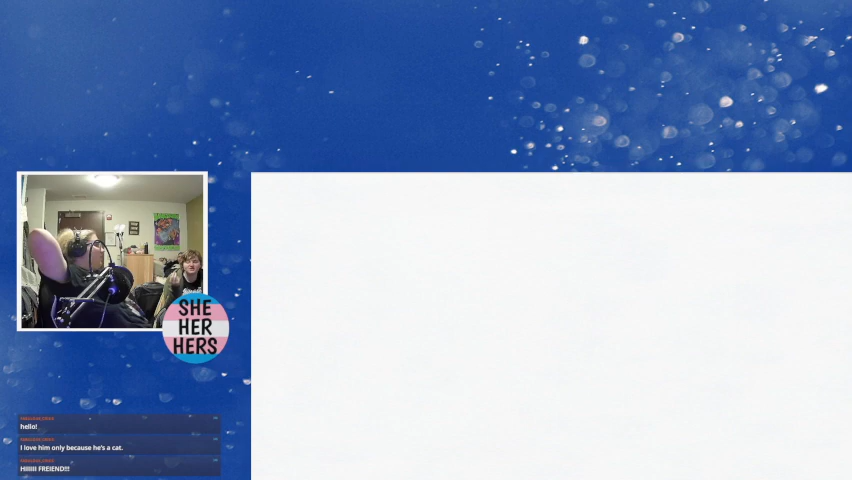 SHE
HER
HERS
hello!
I love him only because he's a cat.
HIIIIII FREIEND!!!